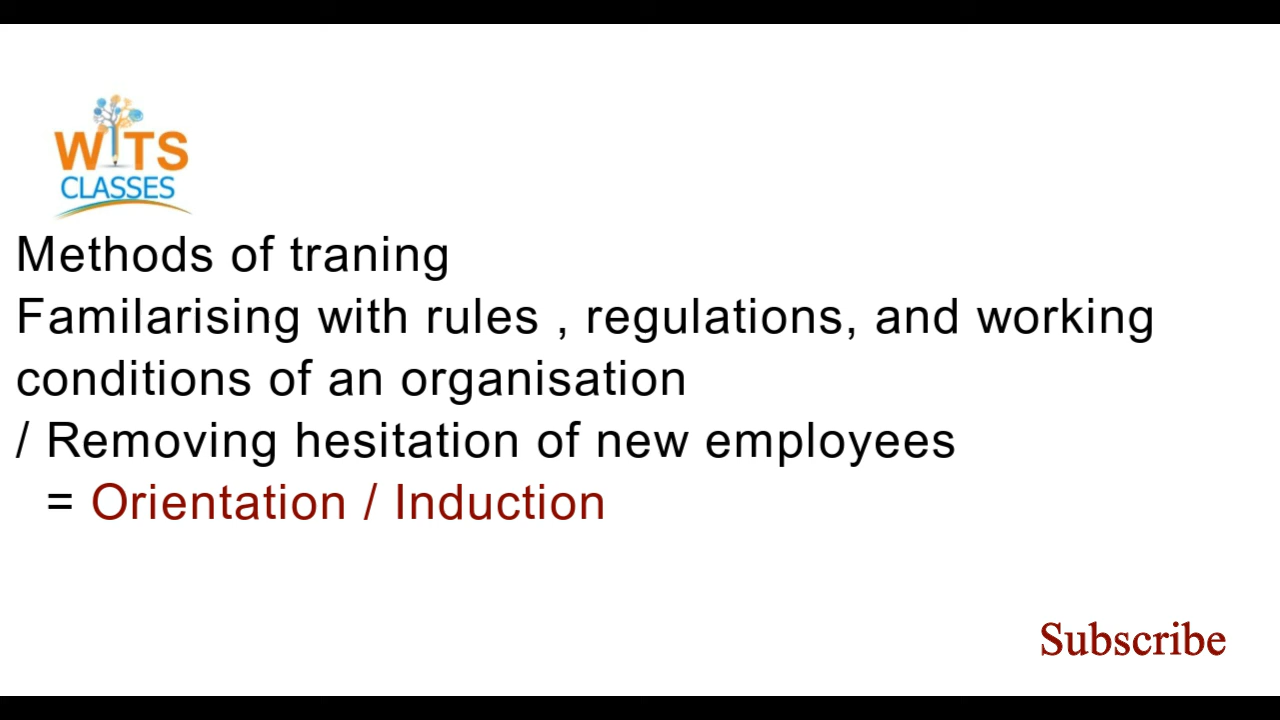 WITS
CLASSES
Methods of traning
Familarising with rules , regulations, and working
conditions of an organisation
/ Removing hesitation of new employees
= Orientation / Induction
Subscribe